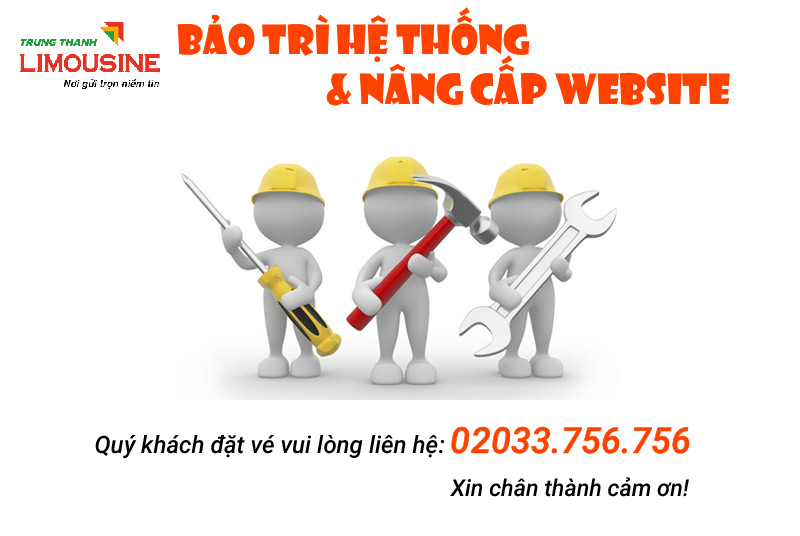 TRUNG THANH
LIMOUSINE
Nơi gửi trọn niềm tin
BẢO TRÌ HỆ THỐNG
& NÂNG CẤP WEBSITE
Quý khách đặt vé vui lòng liên hệ: 02033.756.756
Xin chân thành cảm ơn!